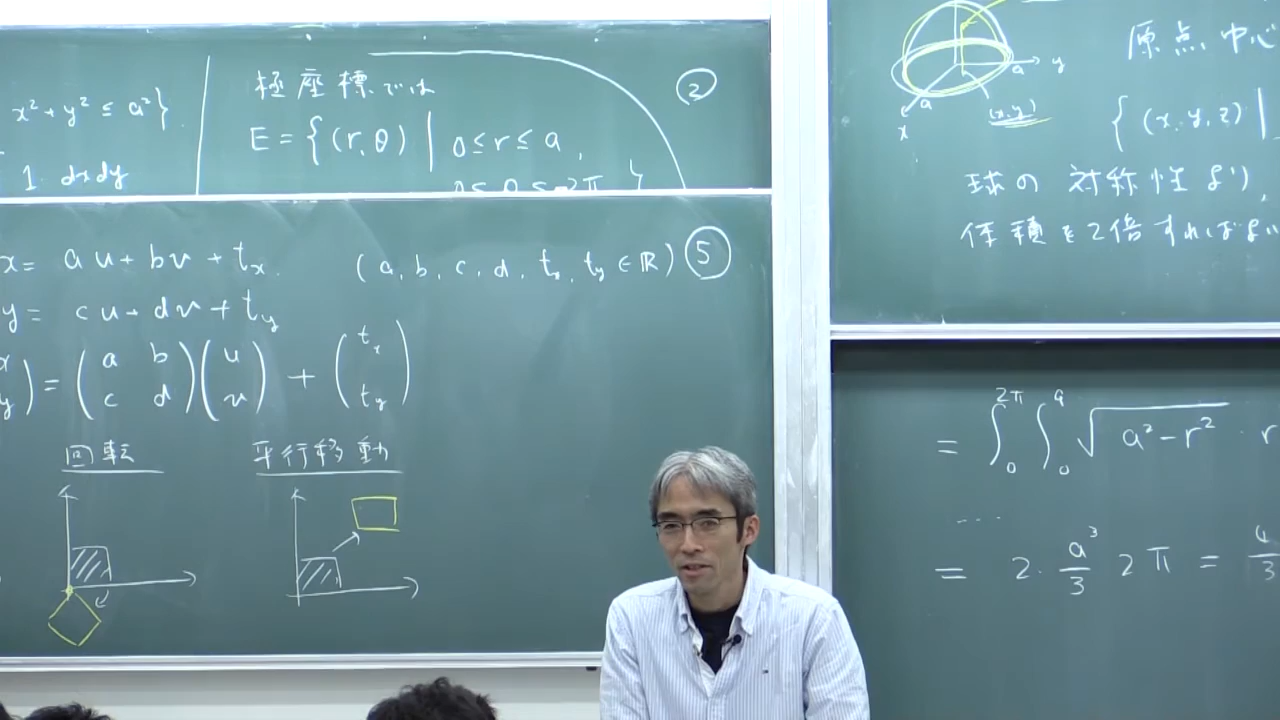 x² + y² ≤ a² }
1. dxdy
極座標では
②
E = { (r, θ) | 0 ≤ r ≤ a ,
0 ≤ θ ≤ 2π }
x = au + bv + tx. (a, b, c, d, tx, ty ∈ ℝ) ⑤
y = cu + dv + ty
(x y) = (a b c d) (u v) + (tx ty)
回転 平行移動
a y
a
x
(x, y)
原点中心
{ (x, y, z) |
球の対称性より,
体積を2倍すればよい
= ∫₀^2π ∫₀^a √(a² - r²) · r
....
= 2 · a³/3 2π = 4/3